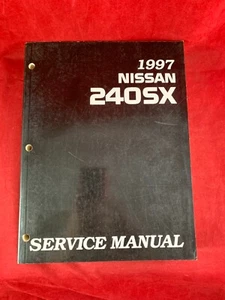 1997
NISSAN
240SX
SERVICE MANUAL